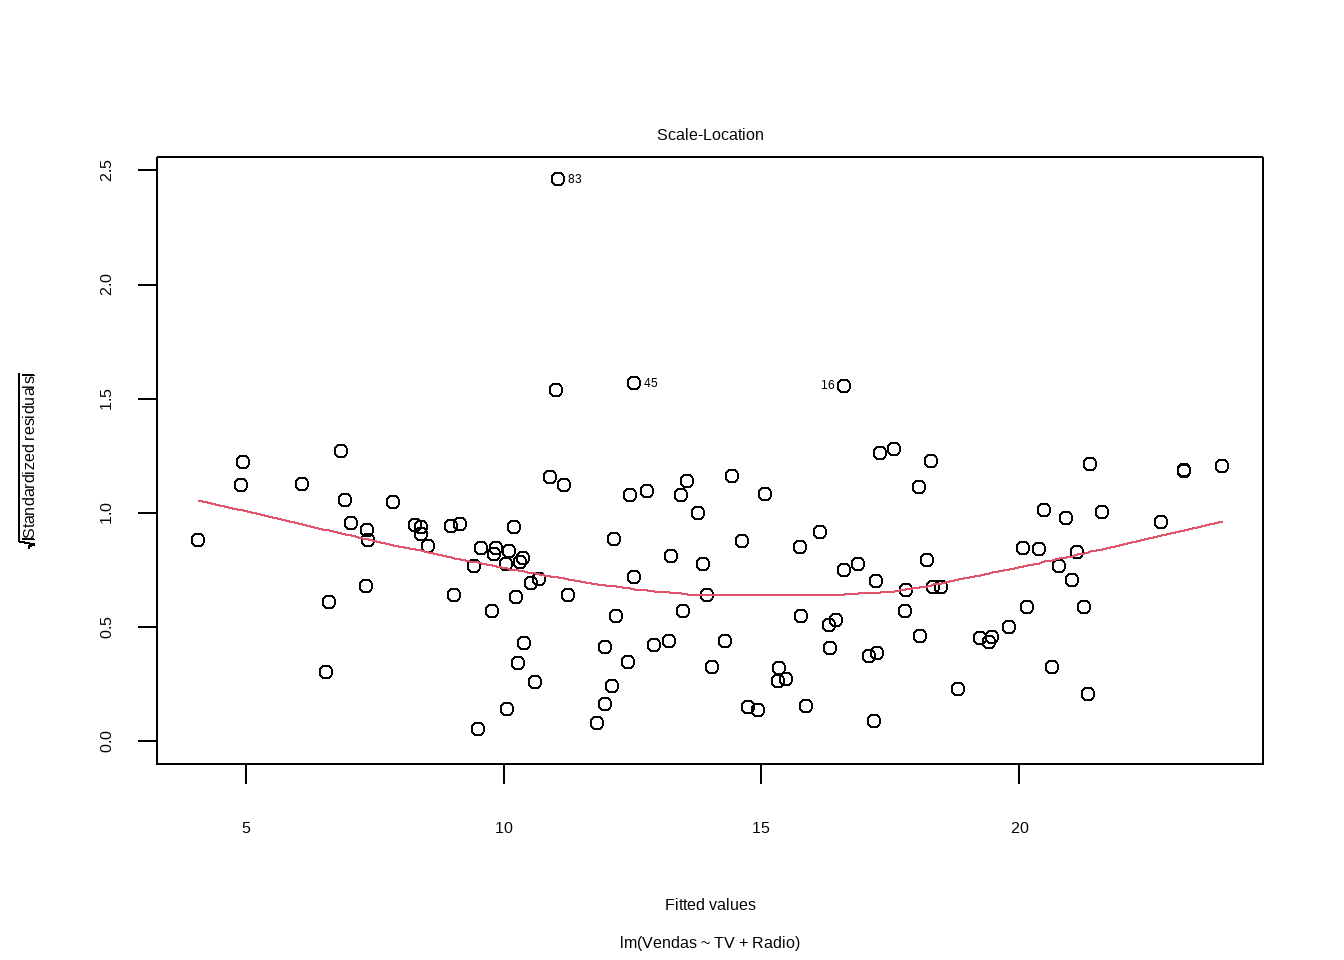 Scale-Location
2.5
2.0
1.5
1.0
0.5
0.0
√|Standardized residuals|
83
45
16
5 10 15 20
Fitted values
lm(Vendas ~ TV + Radio)